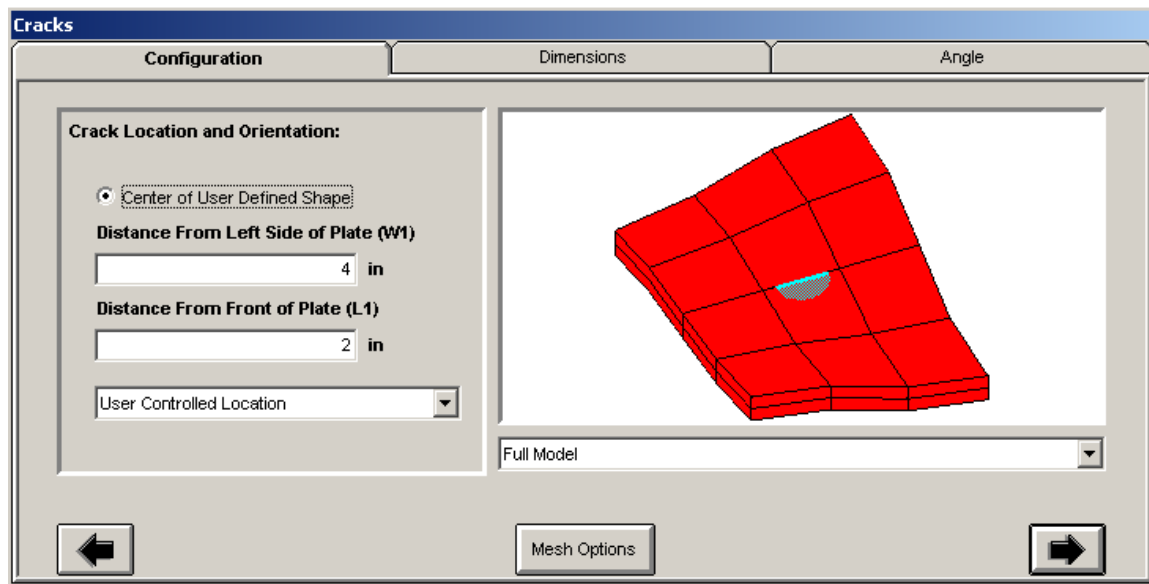 Cracks
Configuration
Dimensions
Angle
Crack Location and Orientation:
Center of User Defined Shape
Distance From Left Side of Plate (W1)
4 in
Distance From Front of Plate (L1)
2 in
User Controlled Location
Full Model
Mesh Options